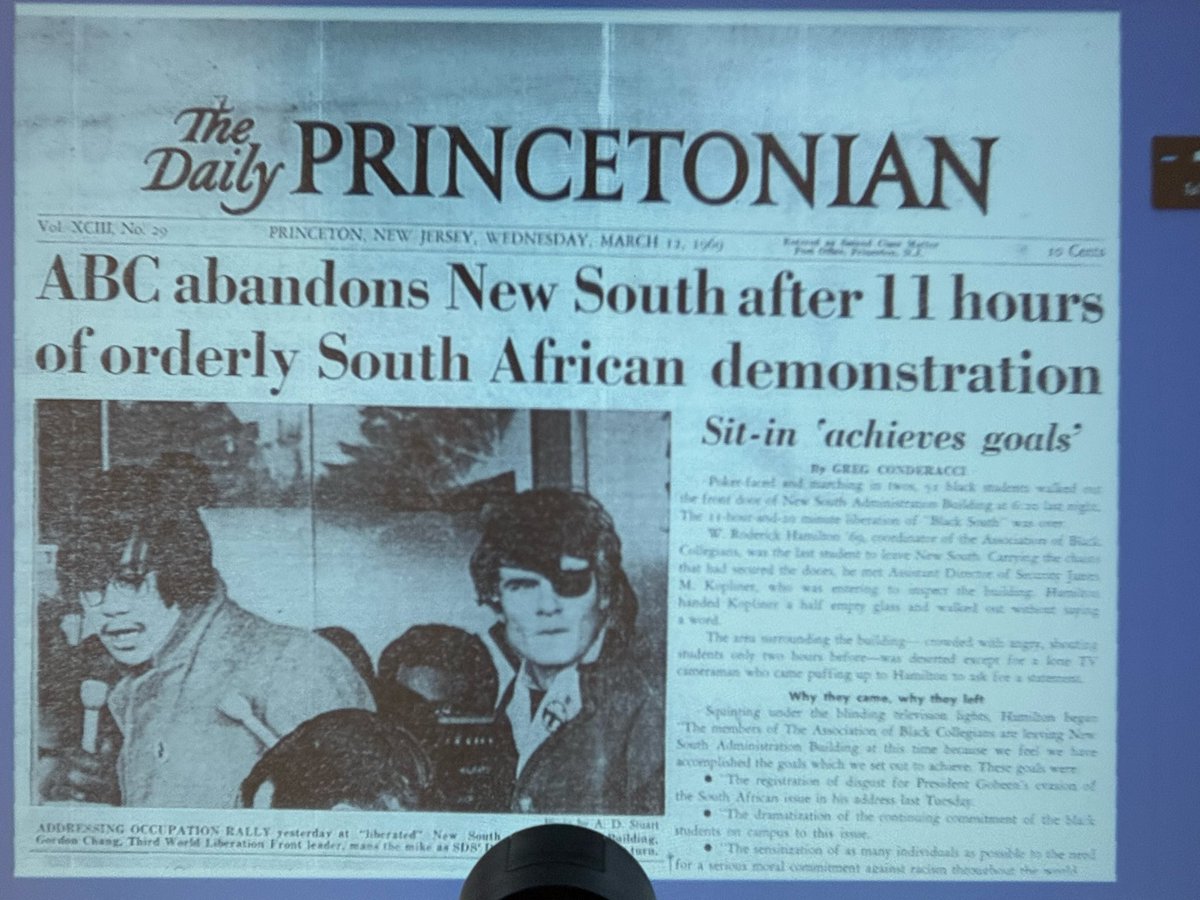 The
Daily PRINCETONIAN
Vol. XCIII, No. 29
PRINCETON, NEW JERSEY, WEDNESDAY, MARCH 12, 1969
Entered as Second Class Matter
Post Office, Princeton, N.J.
10 Cents
ABC abandons New South after 11 hours
of orderly South African demonstration
Sit-in 'achieves goals'
By GREG CONDERACCI
Poker-faced and marching in twos, 51 black students walked out
the front door of New South Administration Building at 6:20 last night.
The 11-hour-and-20 minute liberation of "Black South" was over.
W. Roderick Hamilton '69, coordinator of the Association of Black
Collegians, was the last student to leave New South. Carrying the chains
that had secured the doors, he met Assistant Director of Security James
M. Kopliner, who was entering to inspect the building. Hamilton
handed Kopliner a half empty glass and walked out without saying
a word.
The area surrounding the building—crowded with angry, shouting
students only two hours before—was deserted except for a lone TV
cameraman who came puffing up to Hamilton to ask for a statement.
Why they came, why they left
Squinting under the blinding television lights, Hamilton began
"The members of The Association of Black Collegians are leaving New
South Administration Building at this time because we feel we have
accomplished the goals which we set out to achieve. These goals were
● "The registration of disgust for President Goheen's evasion of
the South African issue in his address last Tuesday.
● "The dramatization of the continuing commitment of the black
students on campus to this issue.
● "The sensitization of as many individuals as possible to the need
for a serious moral commitment against racism throughout the world
by A. D. Stuart
ADDRESSING OCCUPATION RALLY yesterday at "liberated" New South Building,
Gordon Chang, Third World Liberation Front leader, mans the mike as SDS' turn.